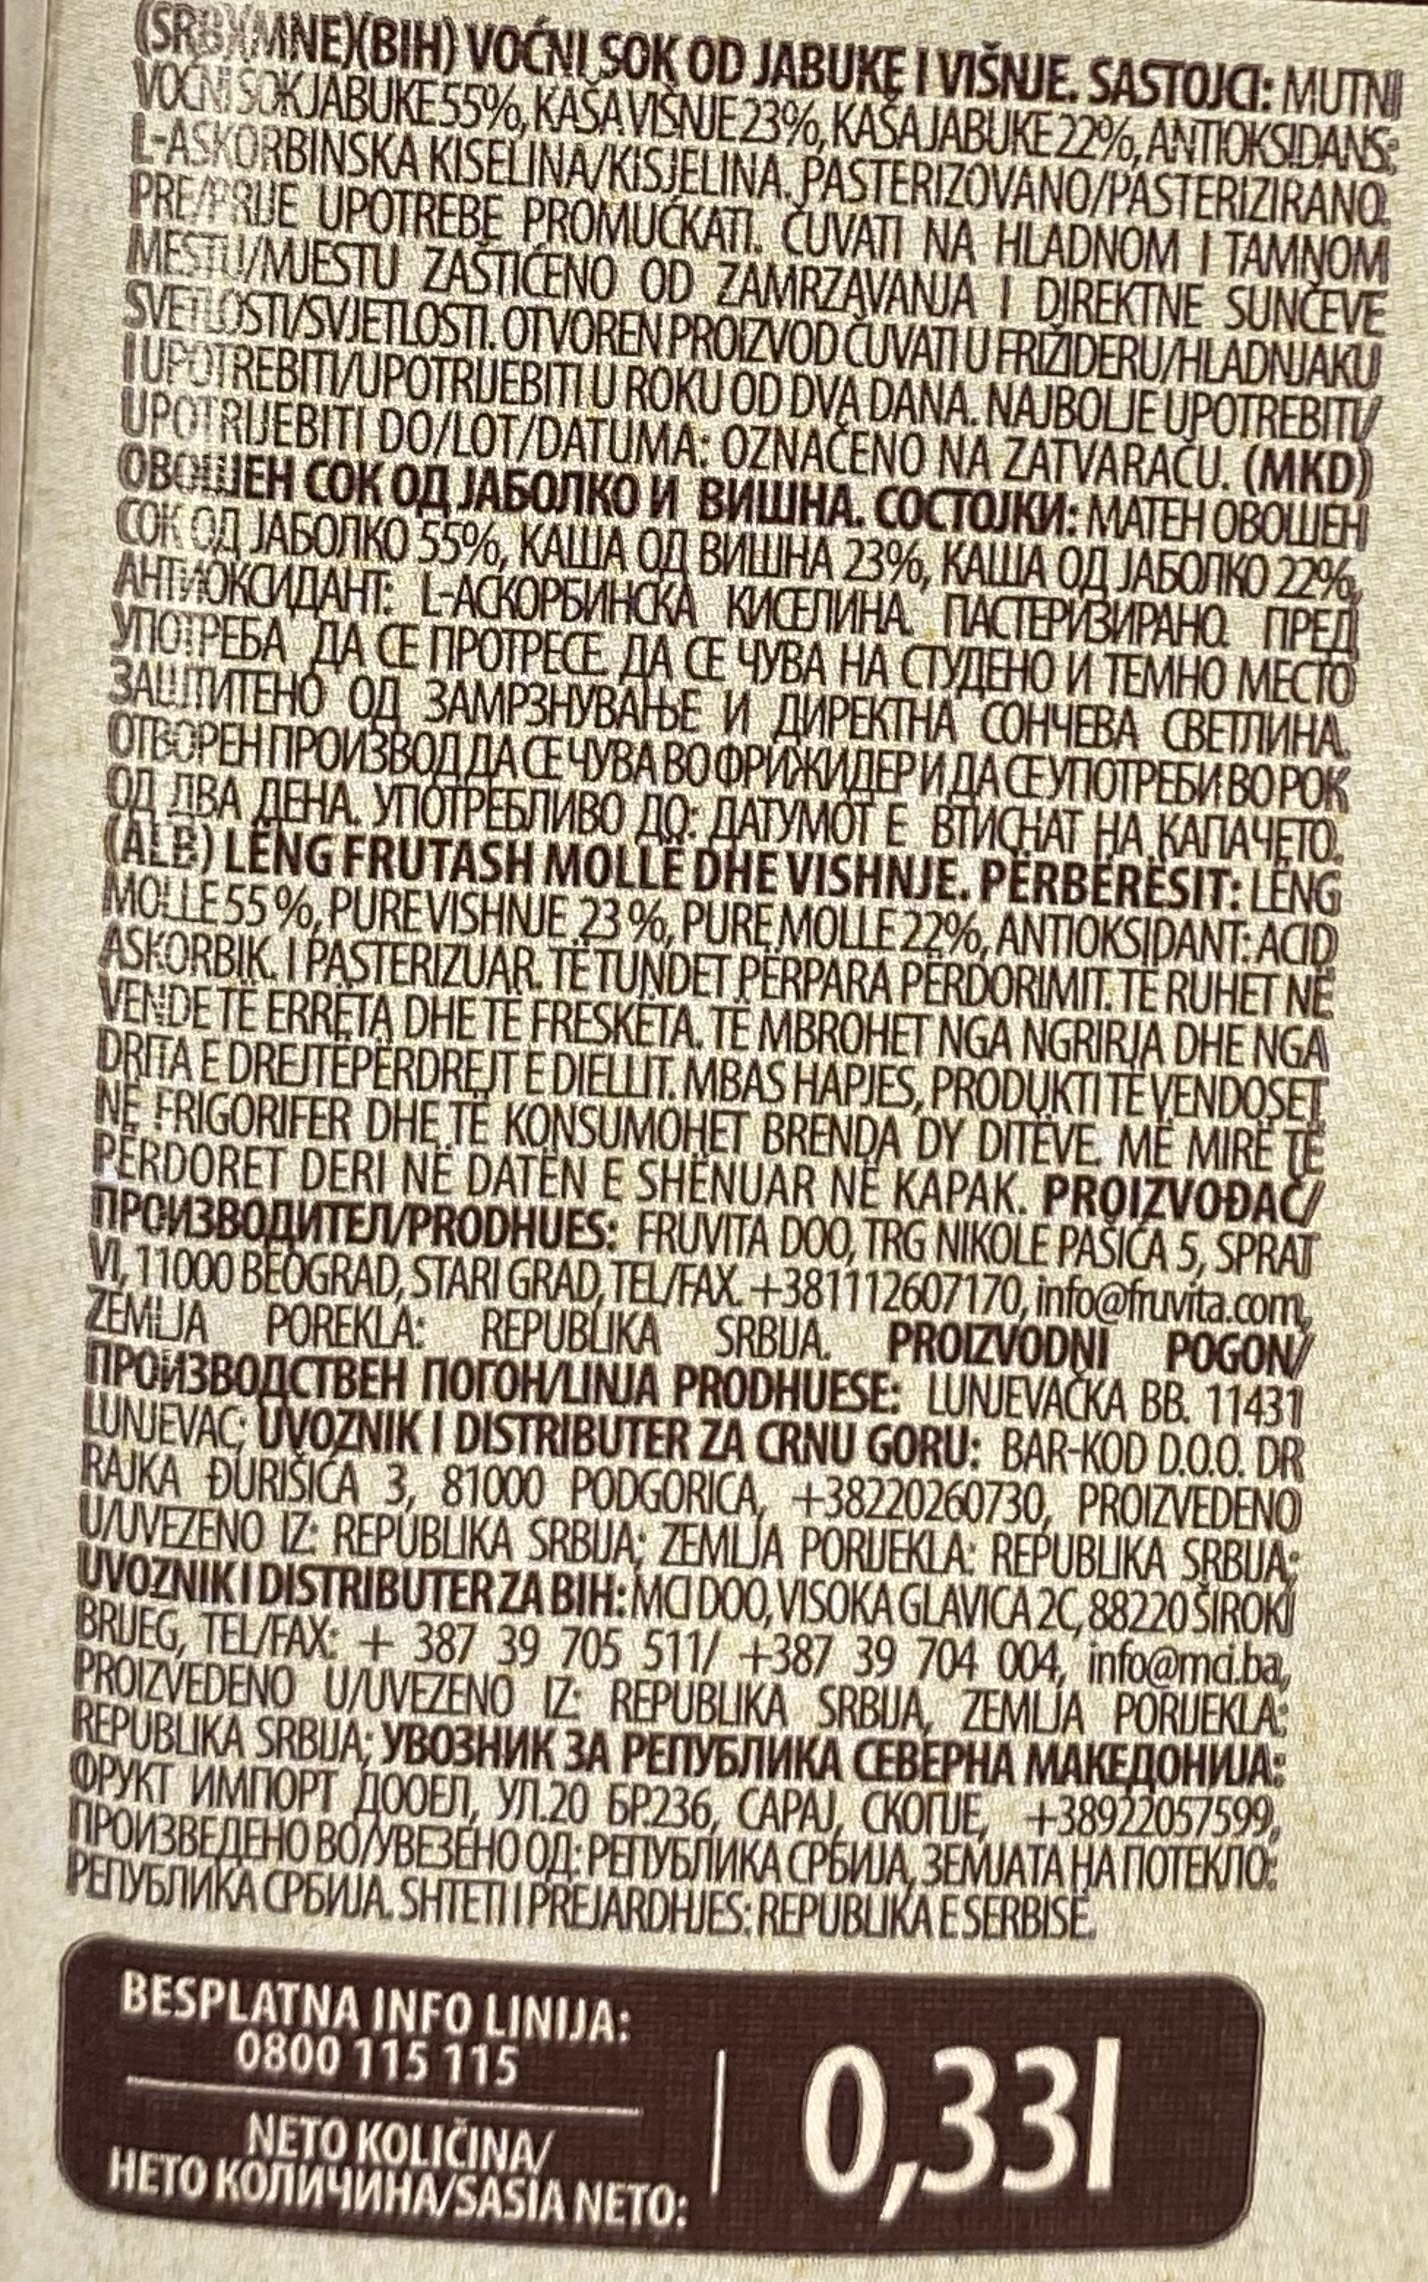 (SRB)(MNE)(BIH) VOĆNI SOK OD JABUKE I VIŠNJE. SASTOJCI: MUTNI
VOĆNI SOK JABUKE 55%, KAŠA VIŠNJE 23%, KAŠA JABUKE 22%, ANTIOKSIDANS:
L-ASKORBINSKA KISELINA/KISJELINA. PASTERIZOVANO/PASTERIZIRANO.
PRE/PRIJE UPOTREBE PROMUĆKATI. ČUVATI NA HLADNOM I TAMNOM
MESTU/MJESTU ZAŠTIĆENO OD ZAMRZAVANJA I DIREKTNE SUNČEVE
SVETLOSTI/SVJETLOSTI. OTVOREN PROIZVOD ČUVATI U FRIŽIDERU/HLADNJAKU
I UPOTREBITI/UPOTRIJEBITI U ROKU OD DVA DANA. NAJBOLJE UPOTREBITI/
UPOTRIJEBITI DO/LOT/DATUMA: OZNAČENO NA ZATVARAČU. (MKD)
ОВОШЕН СОК ОД ЈАБОЛКО И ВИШНА. СОСТОЈКИ: МАТЕН ОВОШЕН
СОК ОД ЈАБОЛКО 55%, КАША ОД ВИШНА 23%, КАША ОД ЈАБОЛКО 22%,
АНТИОКСИДАНТ: L-АСКОРБИНСКА КИСЕЛИНА. ПАСТЕРИЗИРАНО. ПРЕД
УПОТРЕБА ДА СЕ ПРОТРЕСЕ. ДА СЕ ЧУВА НА СТУДЕНО И ТЕМНО МЕСТО
ЗАШТИТЕНО ОД ЗАМРЗНУВАЊЕ И ДИРЕКТНА СОНЧЕВА СВЕТЛИНА.
ОТВОРЕН ПРОИЗВОД ДА СЕ ЧУВА ВО ФРИЖИДЕР И ДА СЕ УПОТРЕБИ ВО РОК
ОД ДВА ДЕНА. УПОТРЕБЛИВО ДО: ДАТУМОТ Е ВТИСНАТ НА КАПАЧЕТО.
(ALB) LËNG FRUTASH MOLLË DHE VISHNJE. PËRBËRËSIT: LËNG
MOLLE 55 %, PURE VISHNJE 23 %, PURE MOLLE 22%, ANTIOKSIDANT: ACID
ASKORBIK. I PASTERIZUAR. TË TUNDET PËRPARA PËRDORIMIT. TË RUHET NË
VENDE TË ERRËTA DHE TË FRESKËTA. TË MBROHET NGA NGRIRJA DHE NGA
DRITA E DREJTËPËRDREJT E DIELLIT. MBAS HAPJES, PRODUKTI TË VENDOSET
NË FRIGORIFER DHE TË KONSUMOHET BRENDA DY DITËVE. MË MIRË TË
PËRDORET DERI NË DATËN E SHËNUAR NË KAPAK. PROIZVOĐAČ/
ПРОИЗВОДИТЕЛ/PRODHUES: FRUVITA DOO, TRG NIKOLE PAŠIĆA 5, SPRAT
VI, 11000 BEOGRAD, STARI GRAD, TEL/FAX. +381112607170, info@fruvita.com,
ZEMLJA POREKLA: REPUBLIKA SRBIJA. PROIZVODNI POGON/
ПРОИЗВОДСТВЕН ПОГОН/LINJA PRODHUESE: LUNJEVAČKA BB. 11431
LUNJEVAC; UVOZNIK I DISTRIBUTER ZA CRNU GORU: BAR-KOD D.O.O. DR
RAJKA ĐURIŠIĆA 3, 81000 PODGORICA, +38220260730, PROIZVEDENO
U/UVEZENO IZ: REPUBLIKA SRBIJA; ZEMLJA PORIJEKLA: REPUBLIKA SRBIJA;
UVOZNIK I DISTRIBUTER ZA BIH: MCI DOO, VISOKA GLAVICA 2C, 88220 ŠIROKI
BRIJEG, TEL/FAX: + 387 39 705 511/ +387 39 704 004, info@mci.ba,
PROIZVEDENO U/UVEZENO IZ: REPUBLIKA SRBIJA, ZEMLJA PORIJEKLA:
REPUBLIKA SRBIJA; УВОЗНИК ЗА РЕПУБЛИКА СЕВЕРНА МАКЕДОНИЈА:
ФРУКТ ИМПОРТ ДООЕЛ, УЛ.20 БР.236, САРАЈ, СКОПЈЕ, +38922057599,
ПРОИЗВЕДЕНО ВО/УВЕЗЕНО ОД: РЕПУБЛИКА СРБИЈА, ЗЕМЈАТА НА ПОТЕКЛО:
РЕПУБЛИКА СРБИЈА. SHTETI I PREJARDHJES: REPUBLIKA E SERBISË.
BESPLATNA INFO LINIJA:
0800 115 115
NETO KOLIČINA/
НЕТО КОЛИЧИНА/SASIA NETO:
0,33l